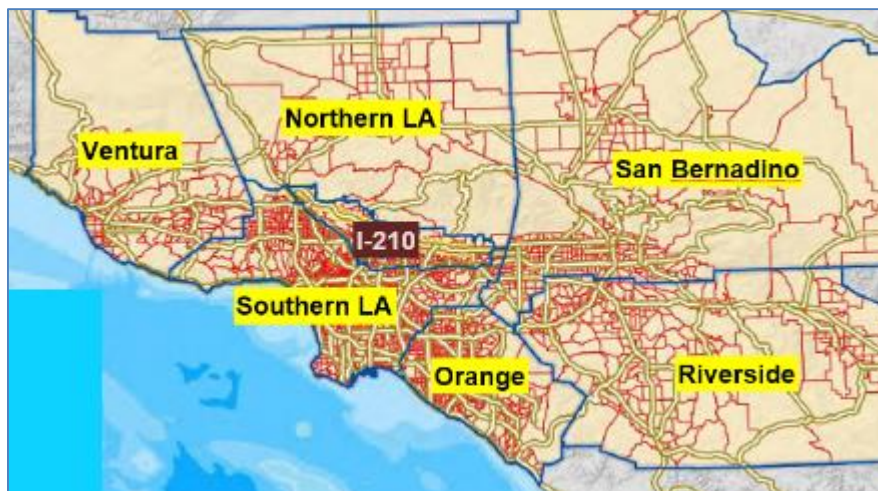 Northern LA
Ventura
San Bernadino
I-210
Southern LA
Orange
Riverside